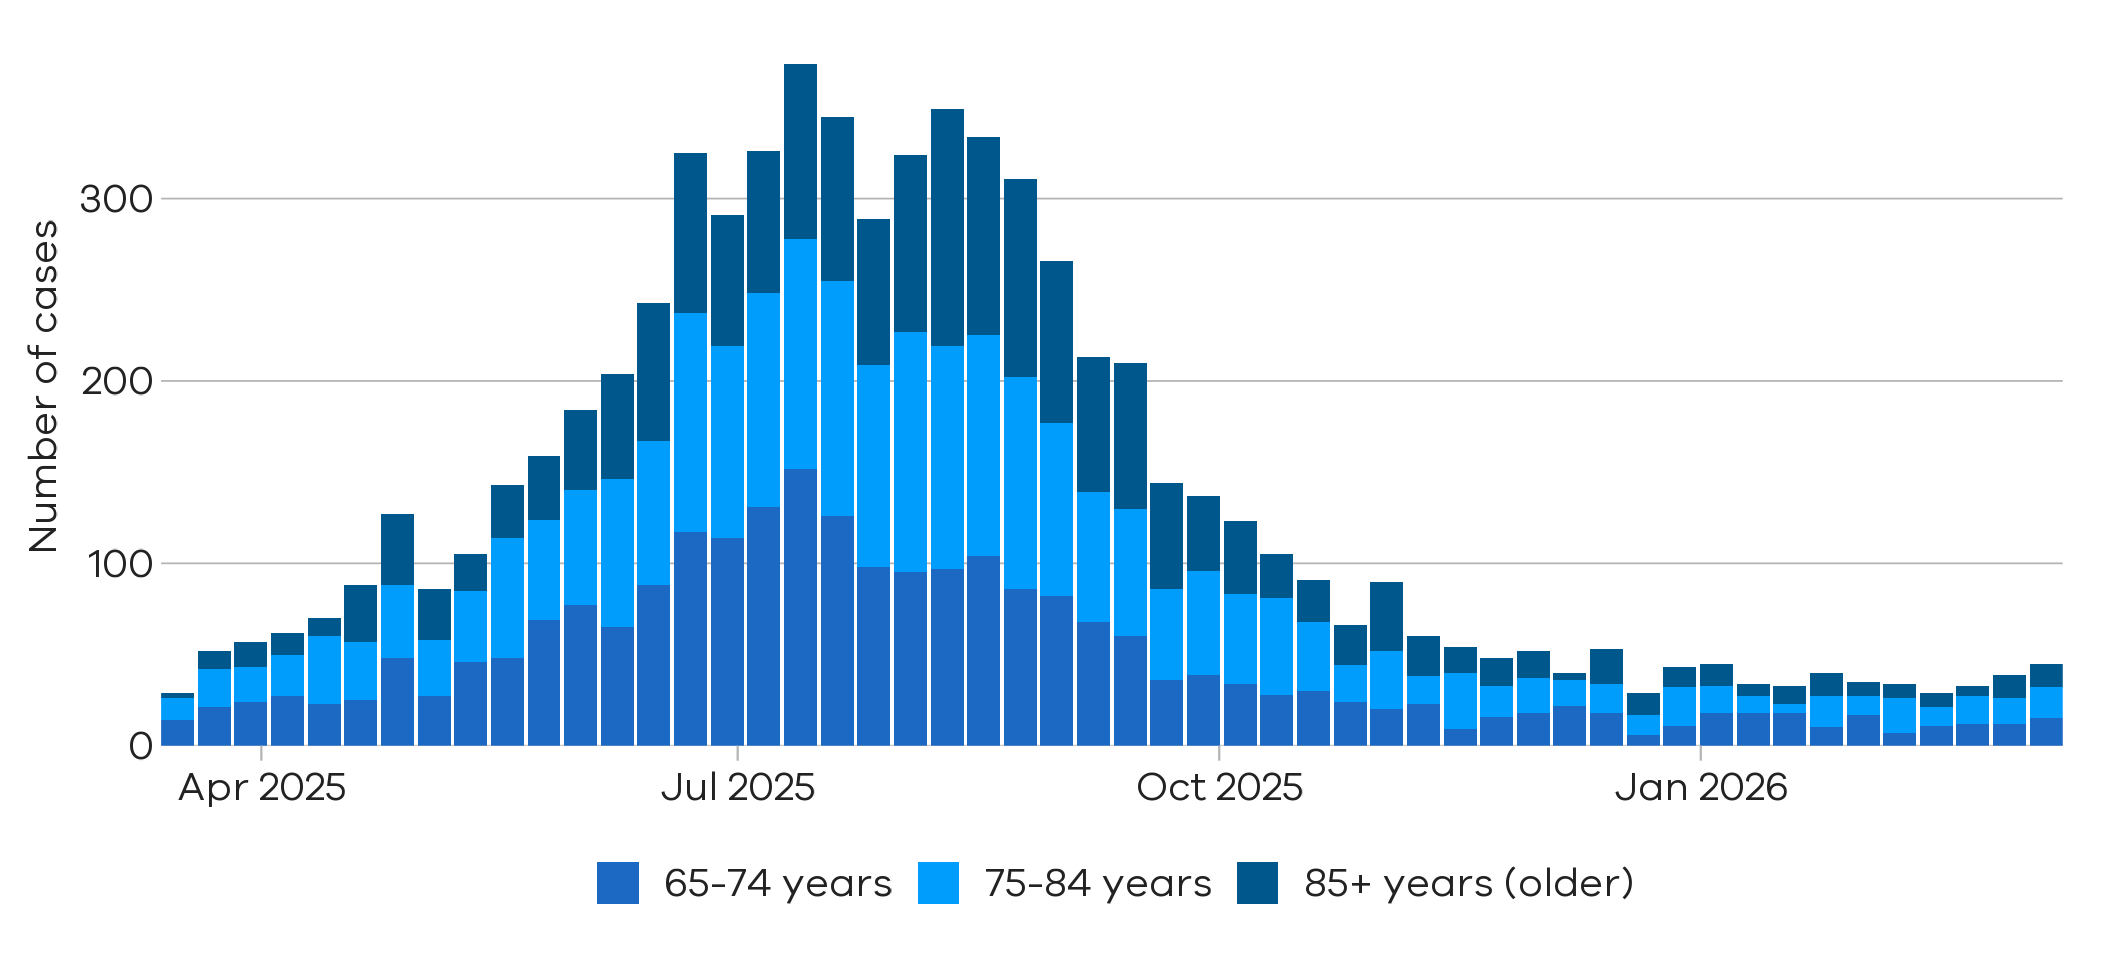 Number of cases
300
200
100
0
Apr 2025 Jul 2025 Oct 2025 Jan 2026
65-74 years 75-84 years 85+ years (older)